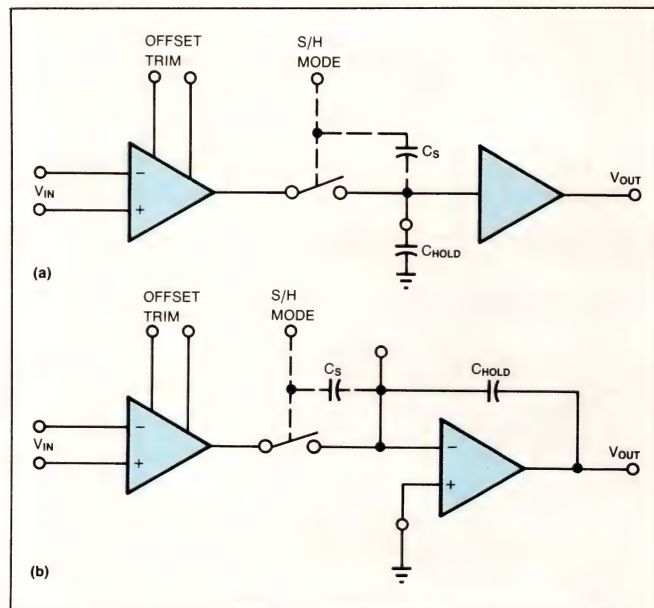 OFFSET
TRIM
S/H
MODE
CS
VIN
-
+
VOUT
CHOLD
(a)
OFFSET
TRIM
S/H
MODE
CS
CHOLD
VIN
-
+
-
+
VOUT
(b)